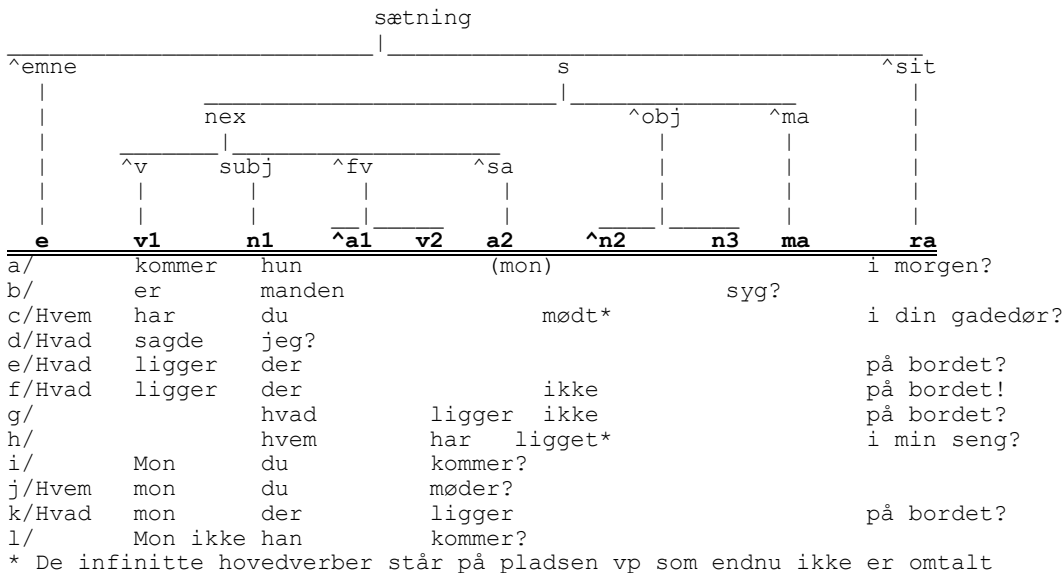 sætning
^emne s ^sit
nex ^obj ^ma
^v subj ^fv ^sa
e v1 n1 ^a1 v2 a2 ^n2 n3 ma ra
a/ kommer hun (mon) i morgen?
b/ er manden syg?
c/Hvem har du mødt* i din gadedør?
d/Hvad sagde jeg?
e/Hvad ligger der på bordet?
f/Hvad ligger der ikke på bordet!
g/ hvad ligger ikke på bordet?
h/ hvem har ligget* i min seng?
i/ Mon du kommer?
j/Hvem mon du møder?
k/Hvad mon der ligger på bordet?
l/ Mon ikke han kommer?
* De infinitte hovedverber står på pladsen vp som endnu ikke er omtalt